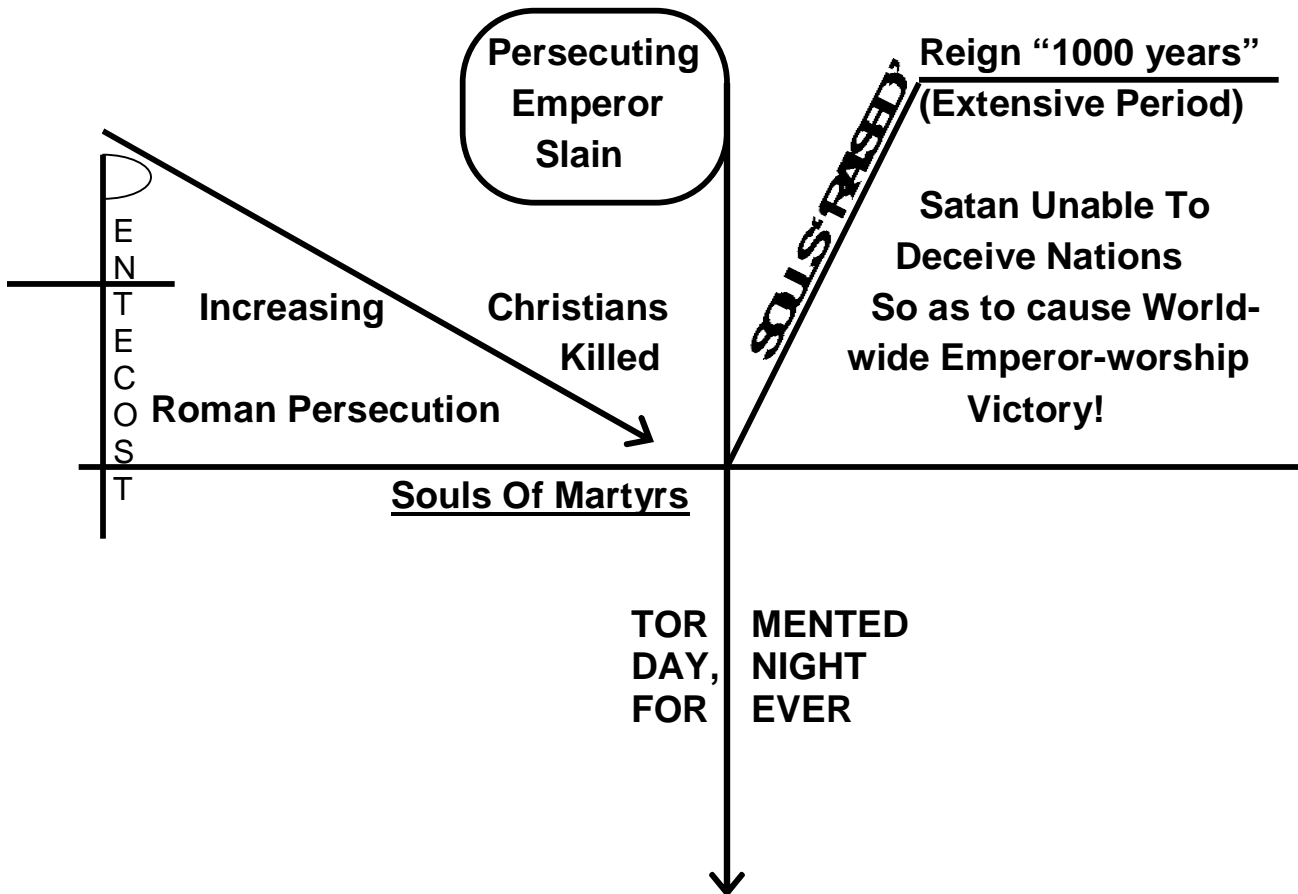 Persecuting
Emperor
Slain
Reign “1000 years”
(Extensive Period)
SOULS “RAISED”
Satan Unable To
Deceive Nations
So as to cause World-
wide Emperor-worship
Victory!
ENTECOST
Increasing
Christians
Killed
Roman Persecution
Souls Of Martyrs
TOR MENTED
DAY, NIGHT
FOR EVER